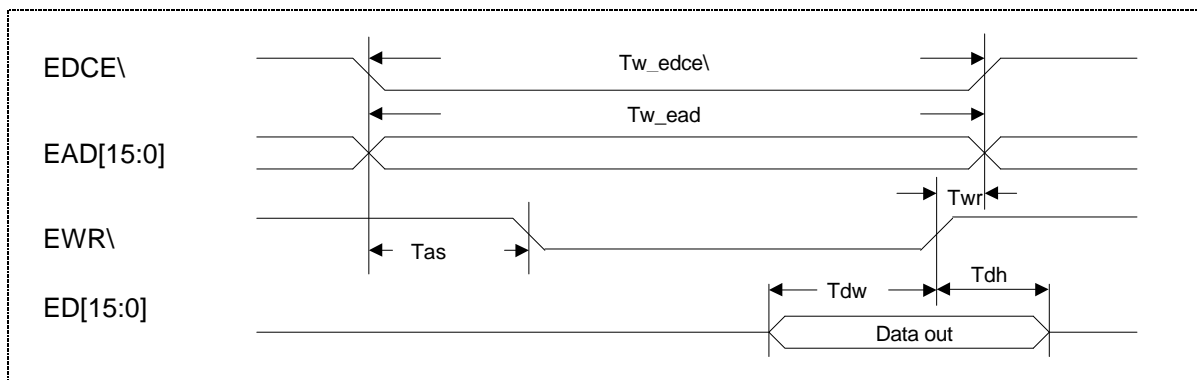 EDCE\
Tw_edce\
Tw_ead
EAD[15:0]
Twr
EWR\
Tas
Tdw
Tdh
ED[15:0]
Data out